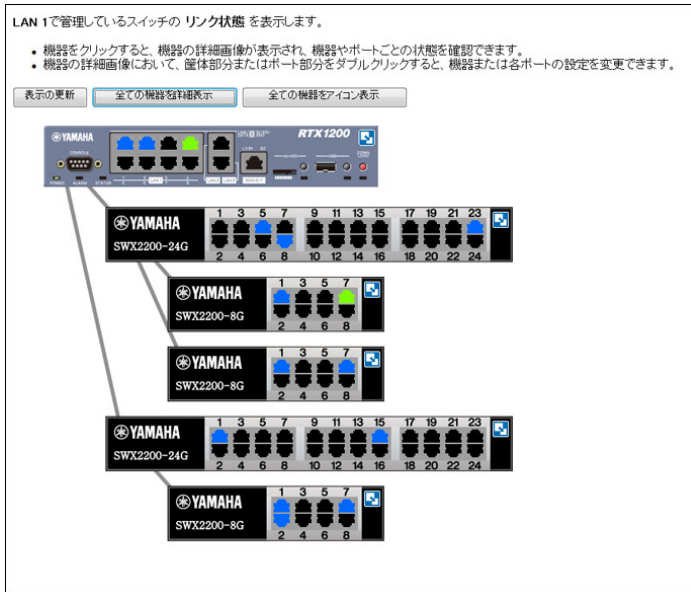 LAN 1で管理しているスイッチの リンク状態 を表示します。
• 機器をクリックすると、機器の詳細画像が表示され、機器やポートごとの状態を確認できます。
• 機器の詳細画像において、筐体部分またはポート部分をダブルクリックすると、機器または各ポートの設定を変更できます。
表示の更新 全ての機器を詳細表示 全ての機器をアイコン表示
YAMAHA RTX1200
CONSOLE
POWER ALARM STATUS LAN1 LAN2 LAN3
1 3 5 7 9 11 13 15 17 19 21 23
YAMAHA
SWX2200-24G
2 4 6 8 10 12 14 16 18 20 22 24
1 3 5 7
YAMAHA
SWX2200-8G
2 4 6 8
1 3 5 7
YAMAHA
SWX2200-8G
2 4 6 8
1 3 5 7 9 11 13 15 17 19 21 23
YAMAHA
SWX2200-24G
2 4 6 8 10 12 14 16 18 20 22 24
1 3 5 7
YAMAHA
SWX2200-8G
2 4 6 8